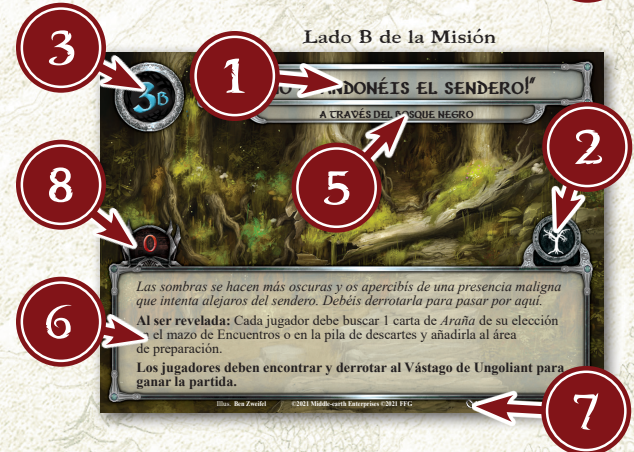 Lado B de la Misión
3
1
3B
EL SENDERO!"
A TRAVÉS DEL BOSQUE NEGRO
2
8
5
0
Las sombras se hacen más oscuras y os apercibís de una presencia maligna
que intenta alejaros del sendero. Debéis derrotarla para pasar por aquí.
6
Al ser revelada: Cada jugador debe buscar 1 carta de Araña de su elección
el mazo de Encuentros o en la pila de descartes y añadirla al área
de preparación.
Los jugadores deben encontrar y derrotar al Vástago de Ungoliant para
ganar la partida.
7
Illus. Ben Zweifel ©2021 Middle-earth Enterprises ©2021 FFG